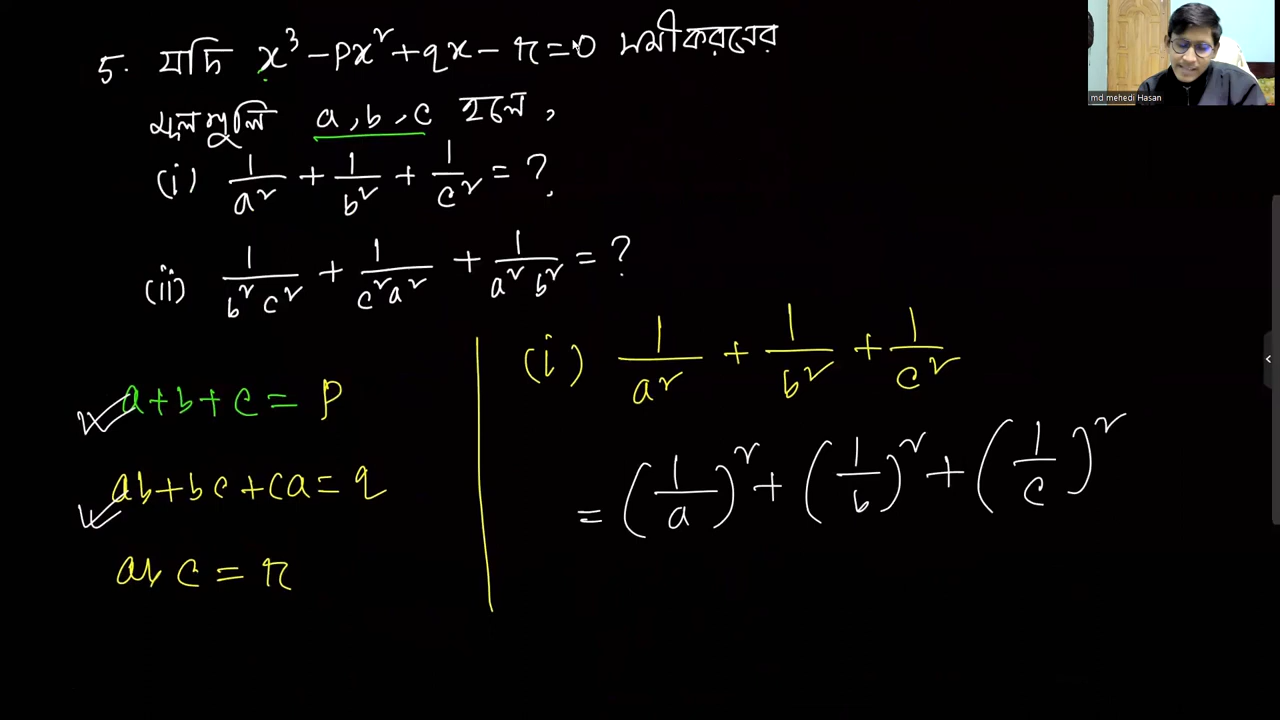 5. যদি x³ - px² + qx - r = 0 সমীকরনের
মূলগুলি a, b, c হলে,
(i) 1/a² + 1/b² + 1/c² = ?
(ii) 1/b²c² + 1/c²a² + 1/a²b² = ?
a+b+c = p
ab+bc+ca = q
abc = r
(i) 1/a² + 1/b² + 1/c²
= (1/a)² + (1/b)² + (1/c)²
md mehedi Hasan